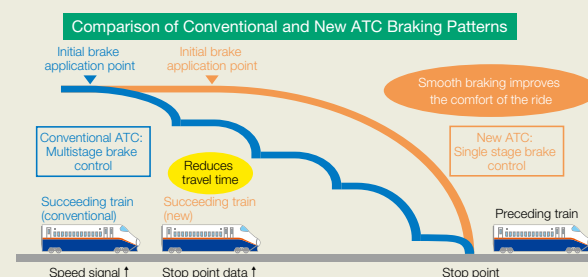 Comparison of Conventional and New ATC Braking Patterns
Initial brake
application point
Initial brake
application point
Smooth braking improves
the comfort of the ride
Conventional ATC:
Multistage brake
control
New ATC:
Single stage brake
control
Reduces
travel time
Succeeding train
(conventional)
Succeeding train
(new)
Preceding train
Speed signal ↑
Stop point data ↑
Stop point